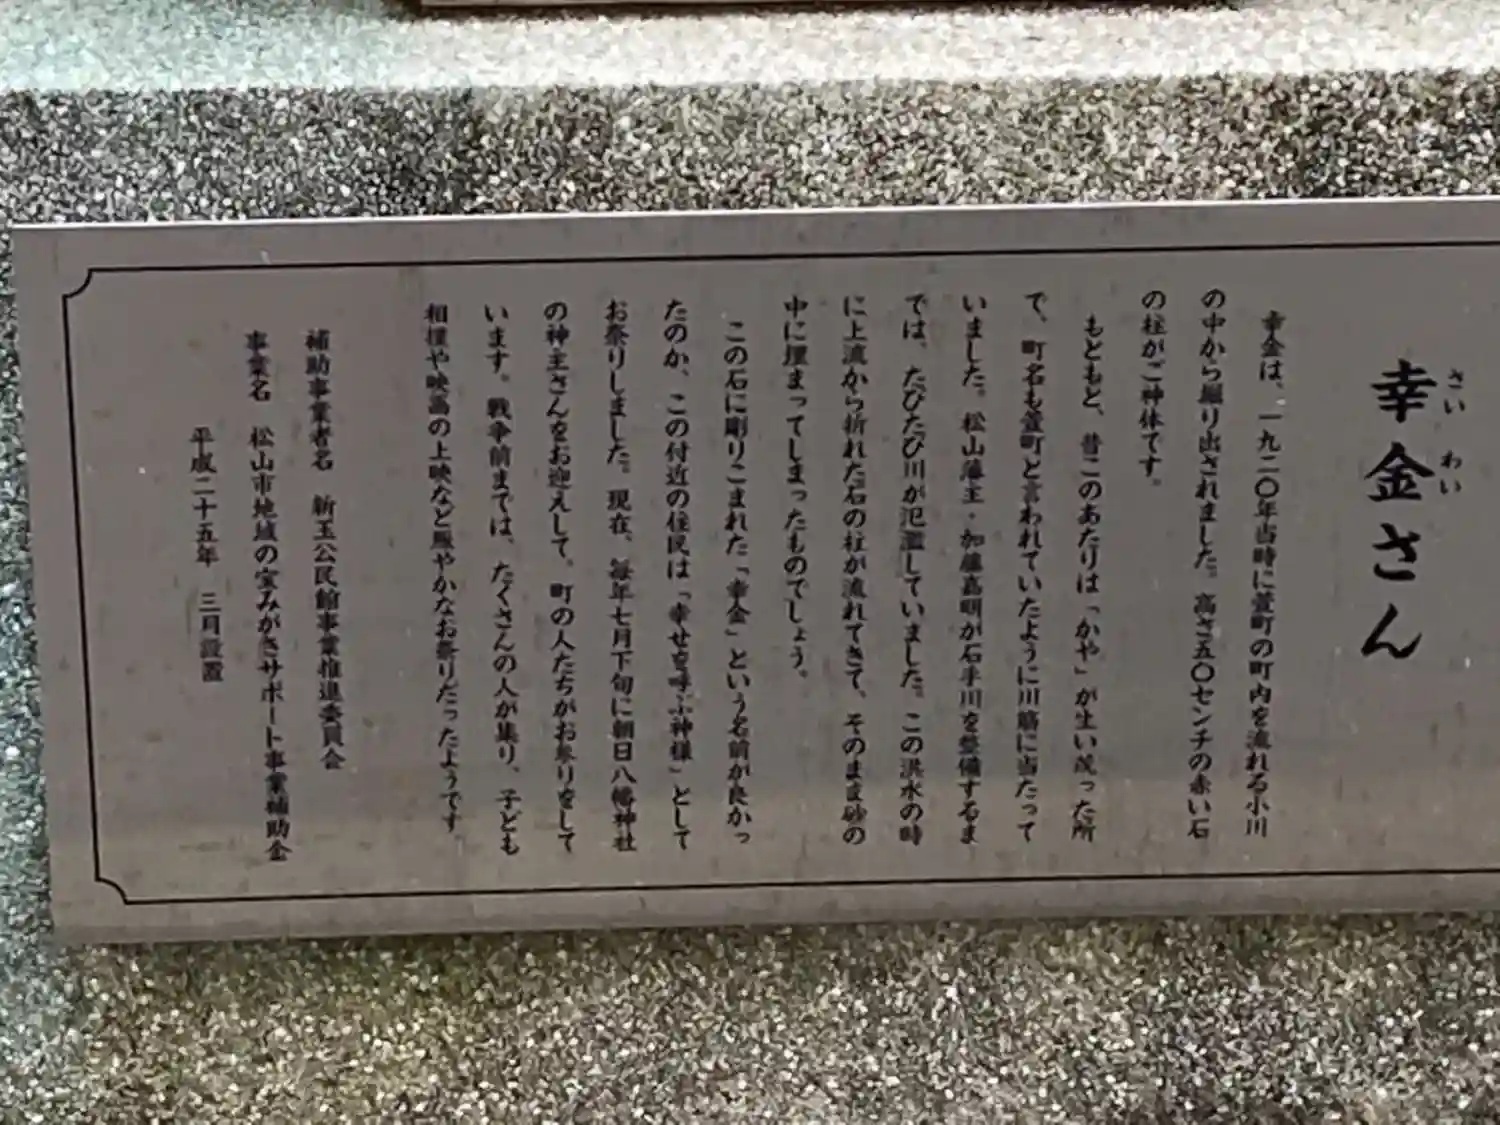 幸金さん
さい わい
幸金は、一九二〇年当時に萱町の町内を流れる小川
の中から掘り出されました。高さ五〇センチの赤い石
の柱がご神体です。
もともと、昔このあたりは「かや」が生い茂った所
で、町名も萱町と言われていたように川筋に当たって
いました。松山藩主・加藤嘉明が石手川を整備するま
では、たびたび川が氾濫していました。この洪水の時
に上流から折れた石の柱が流れてきて、そのまま砂の
中に埋まってしまったものでしょう。
この石に彫りこまれた「幸金」という名前が良かっ
たのか、この付近の住民は「幸せを呼ぶ神様」として
お祭りしました。現在、毎年七月下旬に朝日八幡神社
の神主さんをお迎えして、町の人たちがお参りをして
います。戦争前までは、たくさんの人が集り、子ども
相撲や映画の上映など賑やかなお祭りだったようです
補助事業者名 新玉公民館事業推進委員会
事業名 松山市地域の宝みがきサポート事業補助金
平成二十五年 三月設置